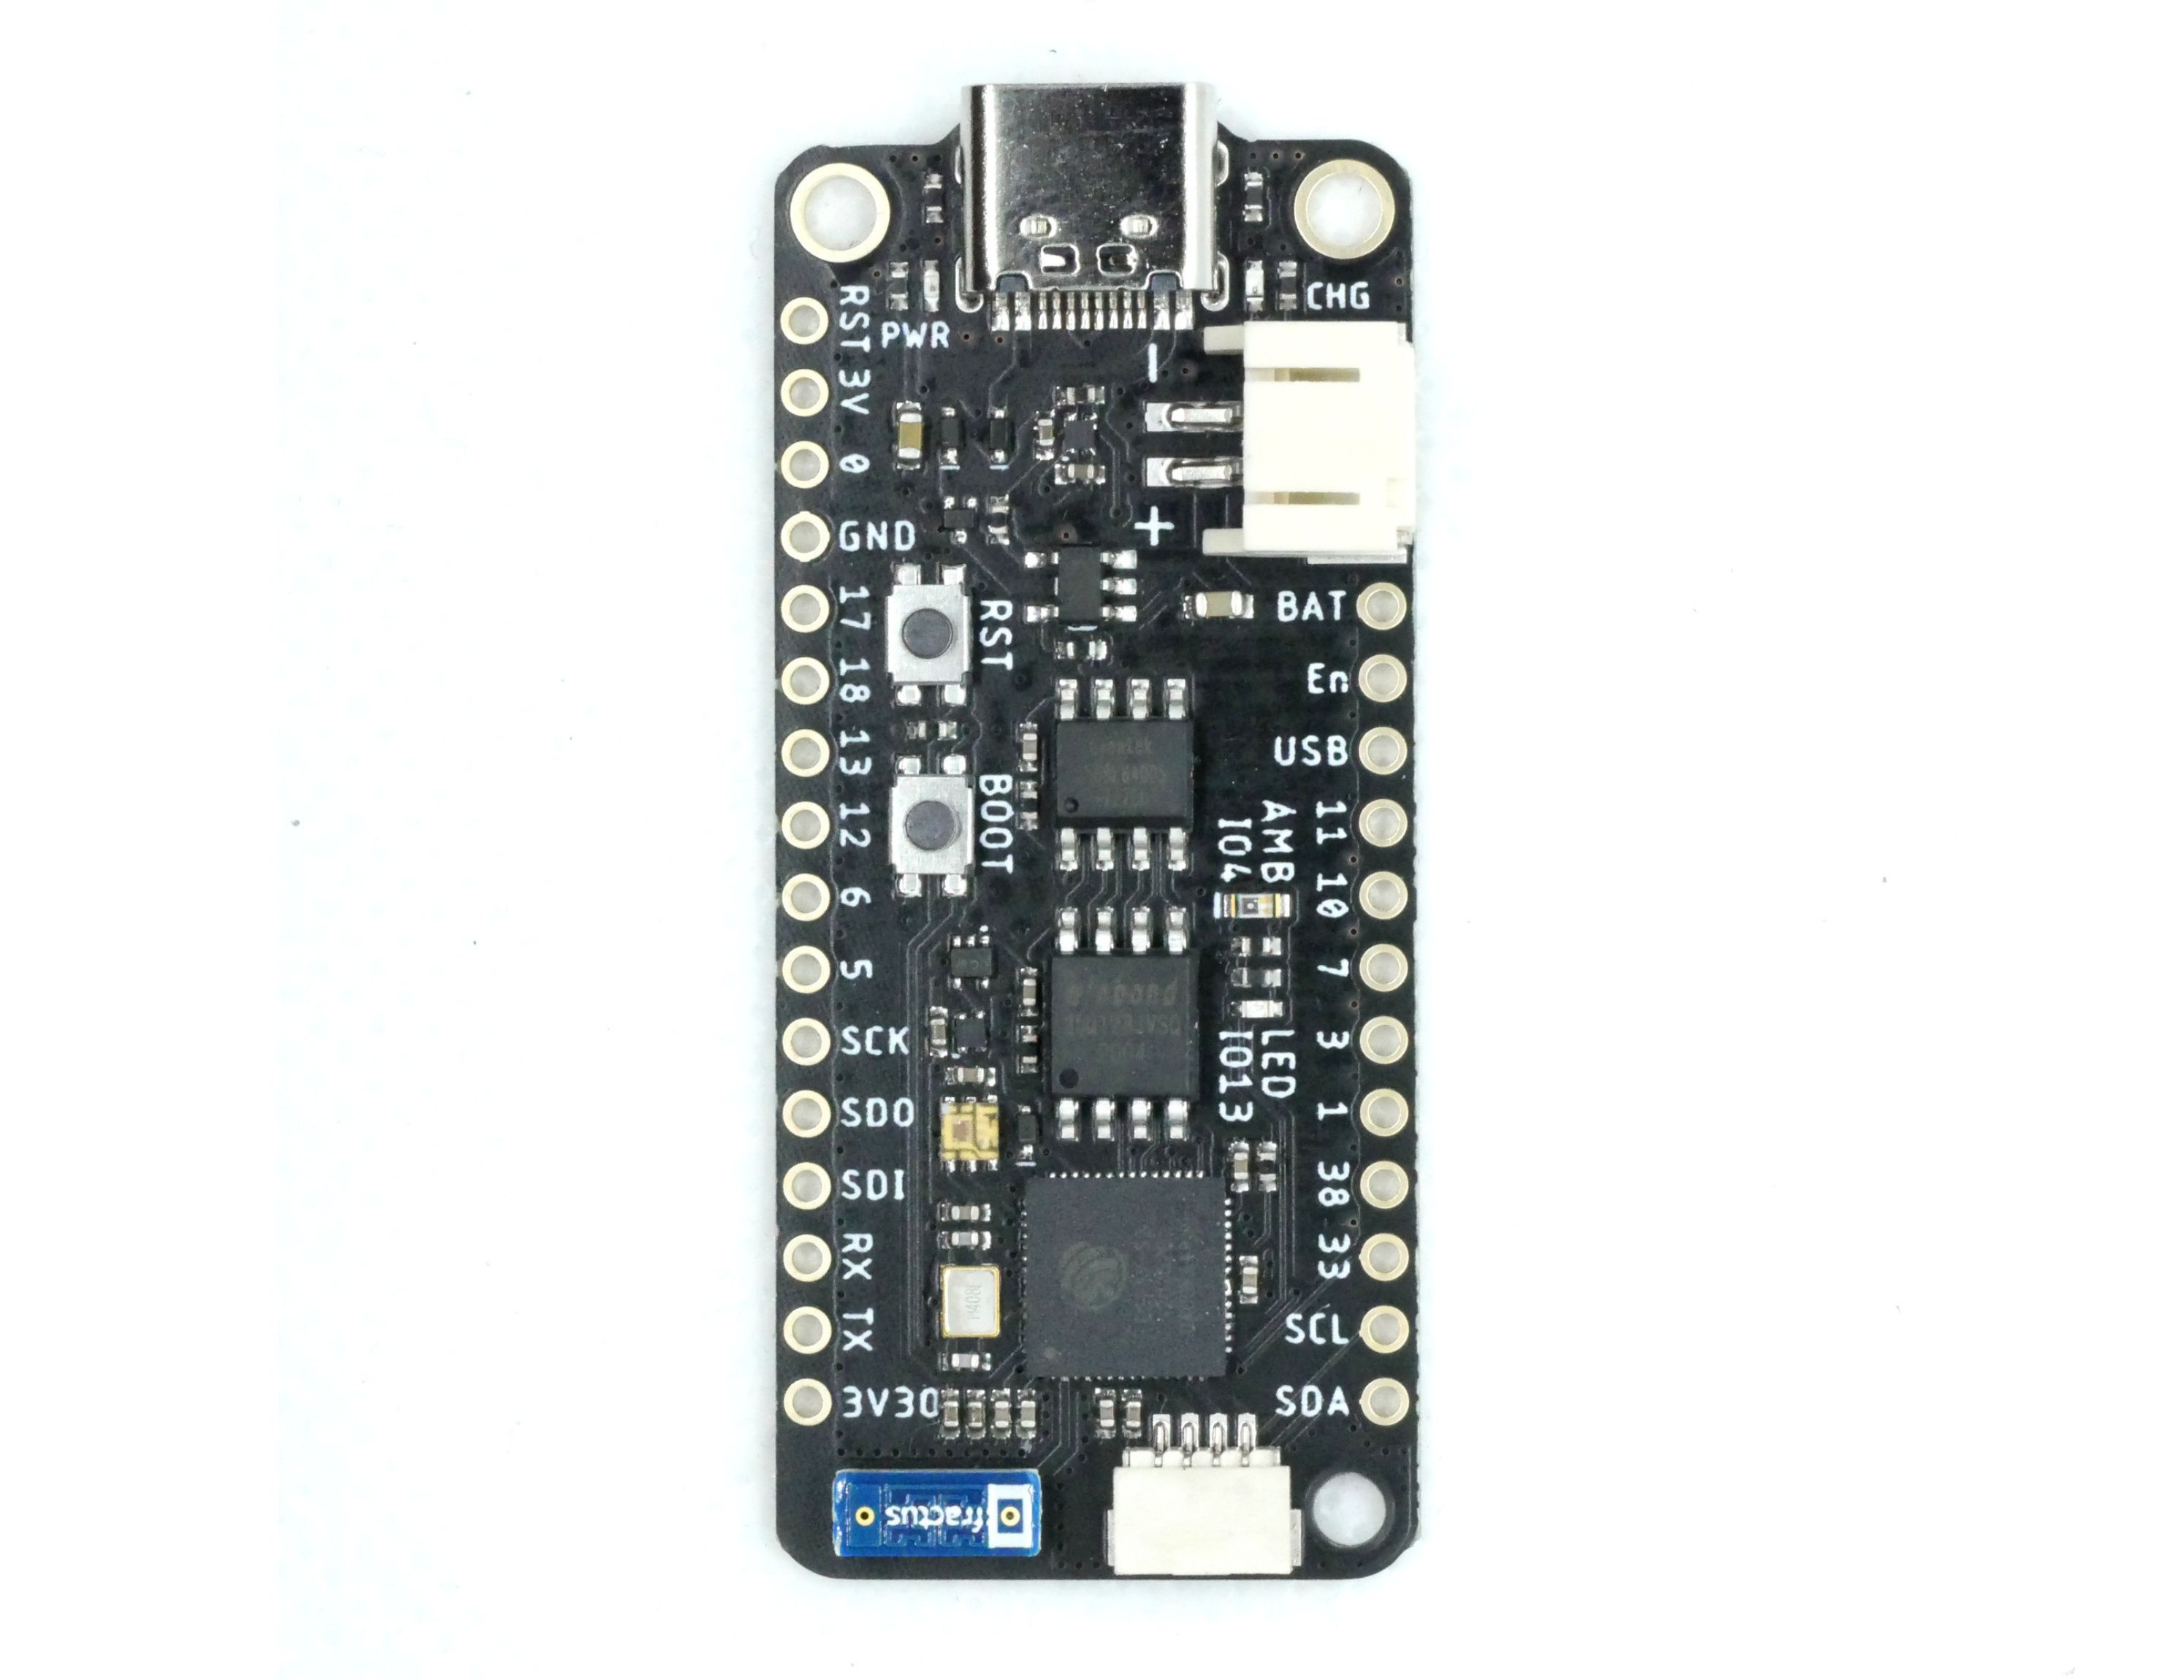 CHG
RST
PWR
3V
0
GND
17
18
13
12
6
5
SCK
SDO
SDI
RX
TX
3V3O
-
+
RST
BOOT
BAT
En
USB
11
10
7
3
1
38
33
SCL
SDA
AMB
IO4
LED
IO13
fractus